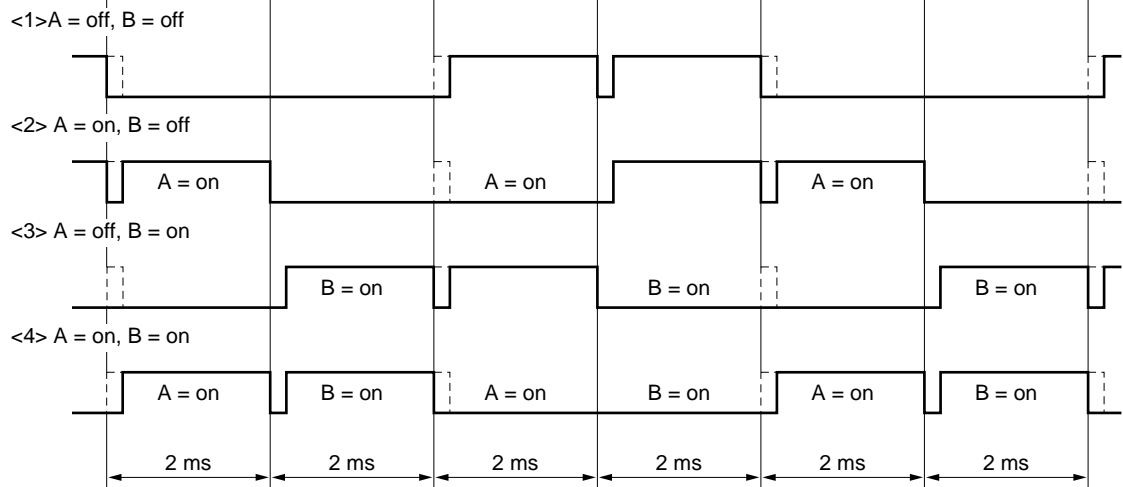 <1>A = off, B = off
<2> A = on, B = off
A = on A = on A = on
<3> A = off, B = on
B = on B = on B = on
<4> A = on, B = on
A = on B = on A = on B = on A = on B = on
2 ms 2 ms 2 ms 2 ms 2 ms 2 ms